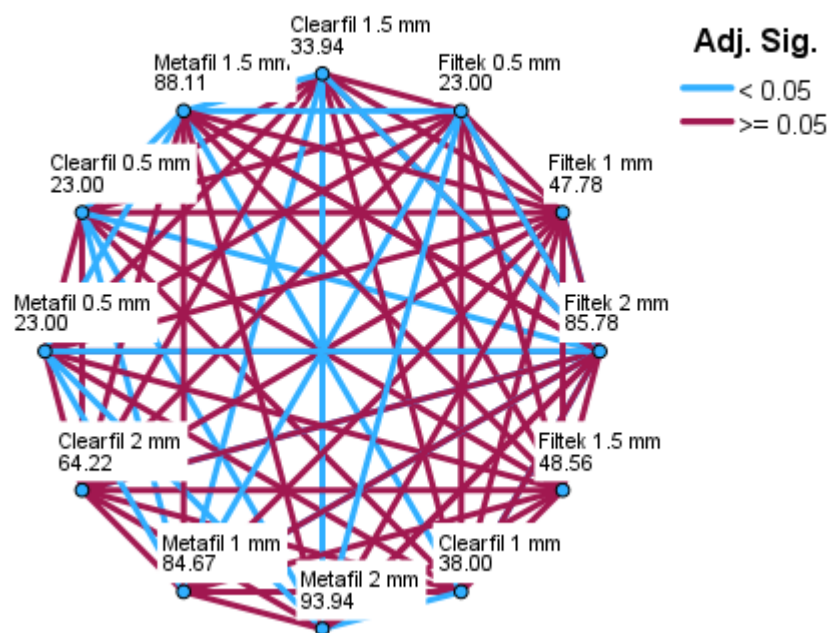 Clearfil 1.5 mm
33.94
Metafil 1.5 mm
88.11
Filtek 0.5 mm
23.00
Adj. Sig.
< 0.05
>= 0.05
Clearfil 0.5 mm
23.00
Filtek 1 mm
47.78
Metafil 0.5 mm
23.00
Filtek 2 mm
85.78
Clearfil 2 mm
64.22
Filtek 1.5 mm
48.56
Metafil 1 mm
84.67
Clearfil 1 mm
38.00
Metafil 2 mm
93.94